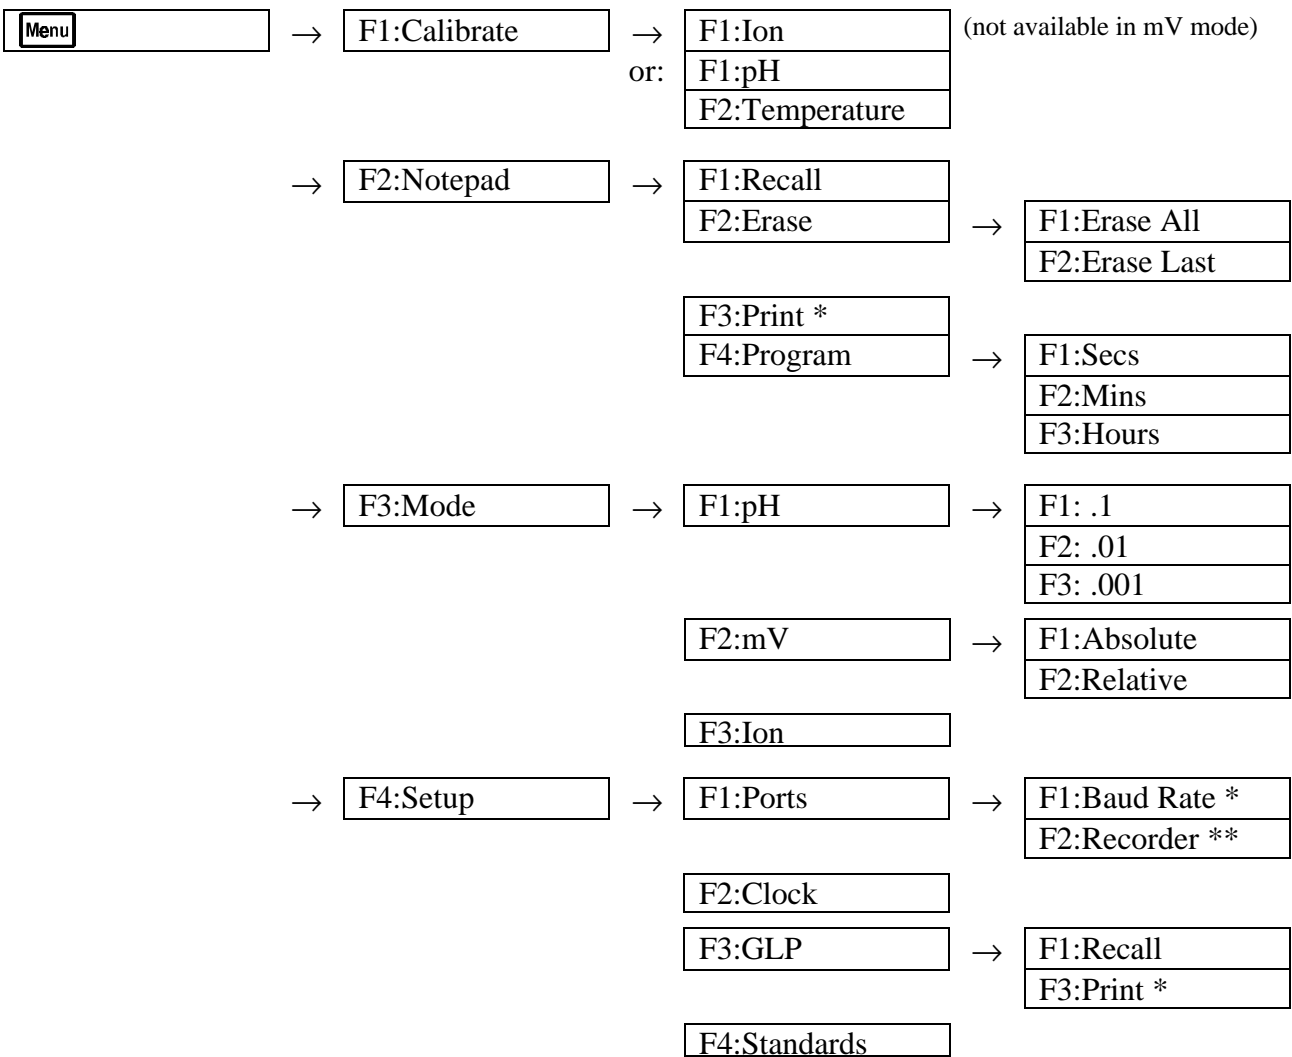 Menu → F1:Calibrate → F1:Ion (not available in mV mode)
or: F1:pH
F2:Temperature
→ F2:Notepad → F1:Recall
F2:Erase → F1:Erase All
F2:Erase Last
F3:Print *
F4:Program → F1:Secs
F2:Mins
F3:Hours
→ F3:Mode → F1:pH → F1: .1
F2: .01
F3: .001
F2:mV → F1:Absolute
F2:Relative
F3:Ion
→ F4:Setup → F1:Ports → F1:Baud Rate *
F2:Recorder **
F2:Clock
F3:GLP → F1:Recall
F3:Print *
F4:Standards